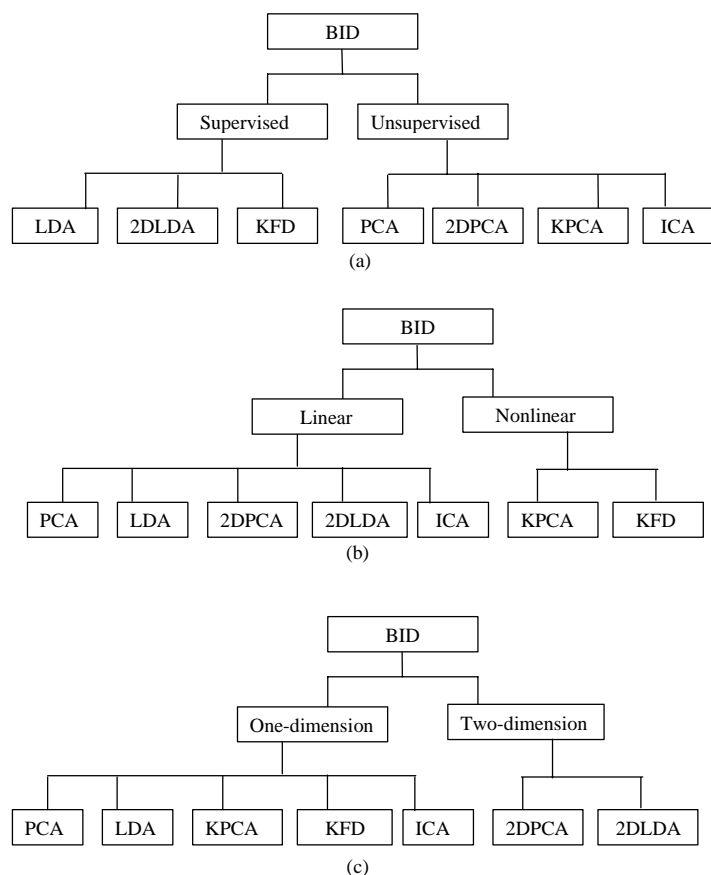 BID
Supervised Unsupervised
LDA 2DLDA KFD PCA 2DPCA KPCA ICA
(a)
BID
Linear Nonlinear
PCA LDA 2DPCA 2DLDA ICA KPCA KFD
(b)
BID
One-dimension Two-dimension
PCA LDA KPCA KFD ICA 2DPCA 2DLDA
(c)